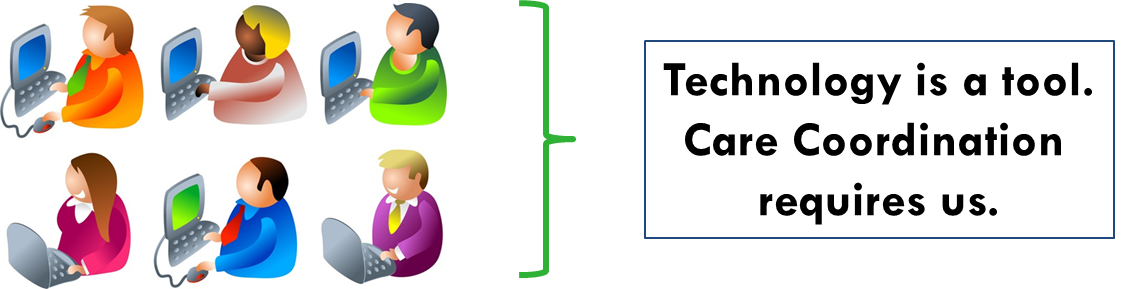 Technology is a tool.
Care Coordination
requires us.